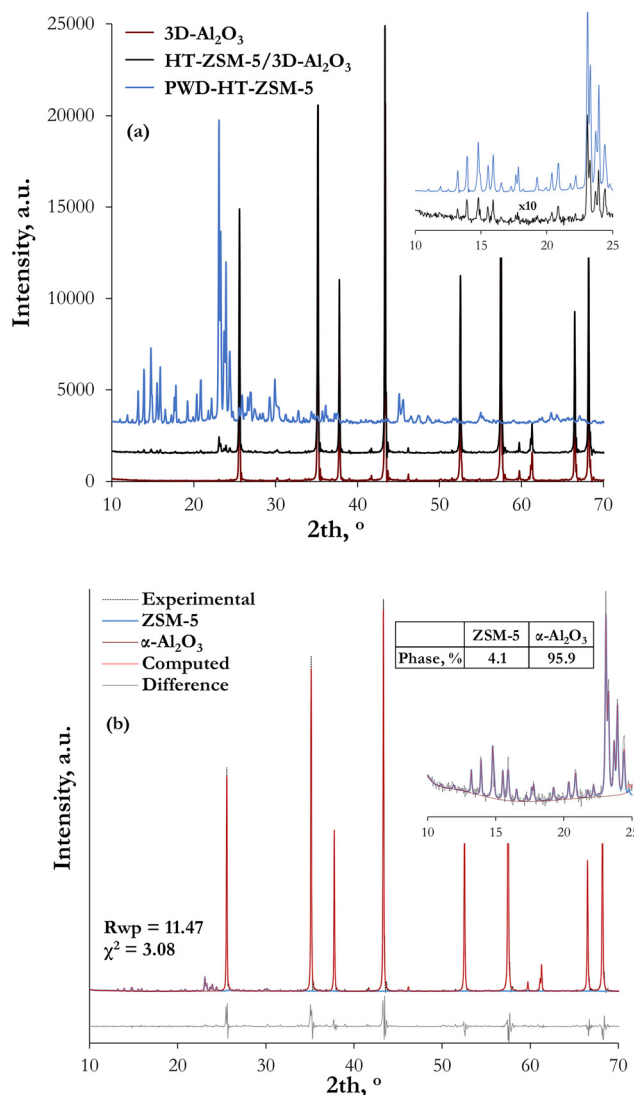 3D-Al₂O₃
HT-ZSM-5/3D-Al₂O₃
PWD-HT-ZSM-5
(a)
Intensity, a.u.
25000
20000
15000
10000
5000
0
10 20 30 40 50 60 70
2th, °
x10
10 15 20 25
Experimental
ZSM-5
α-Al₂O₃
Computed
Difference
(b)
Intensity, a.u.
ZSM-5 α-Al₂O₃
Phase, % 4.1 95.9
10 15 20 25
Rwp = 11.47
χ² = 3.08
10 20 30 40 50 60 70
2th, °